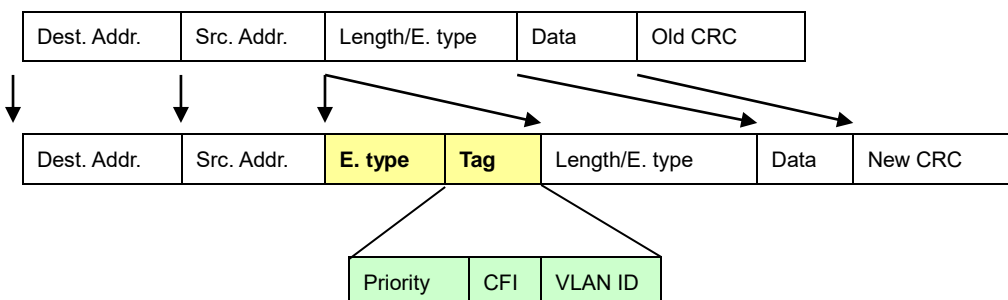 Dest. Addr. Src. Addr. Length/E. type Data Old CRC
Dest. Addr. Src. Addr. E. type Tag Length/E. type Data New CRC
Priority CFI VLAN ID